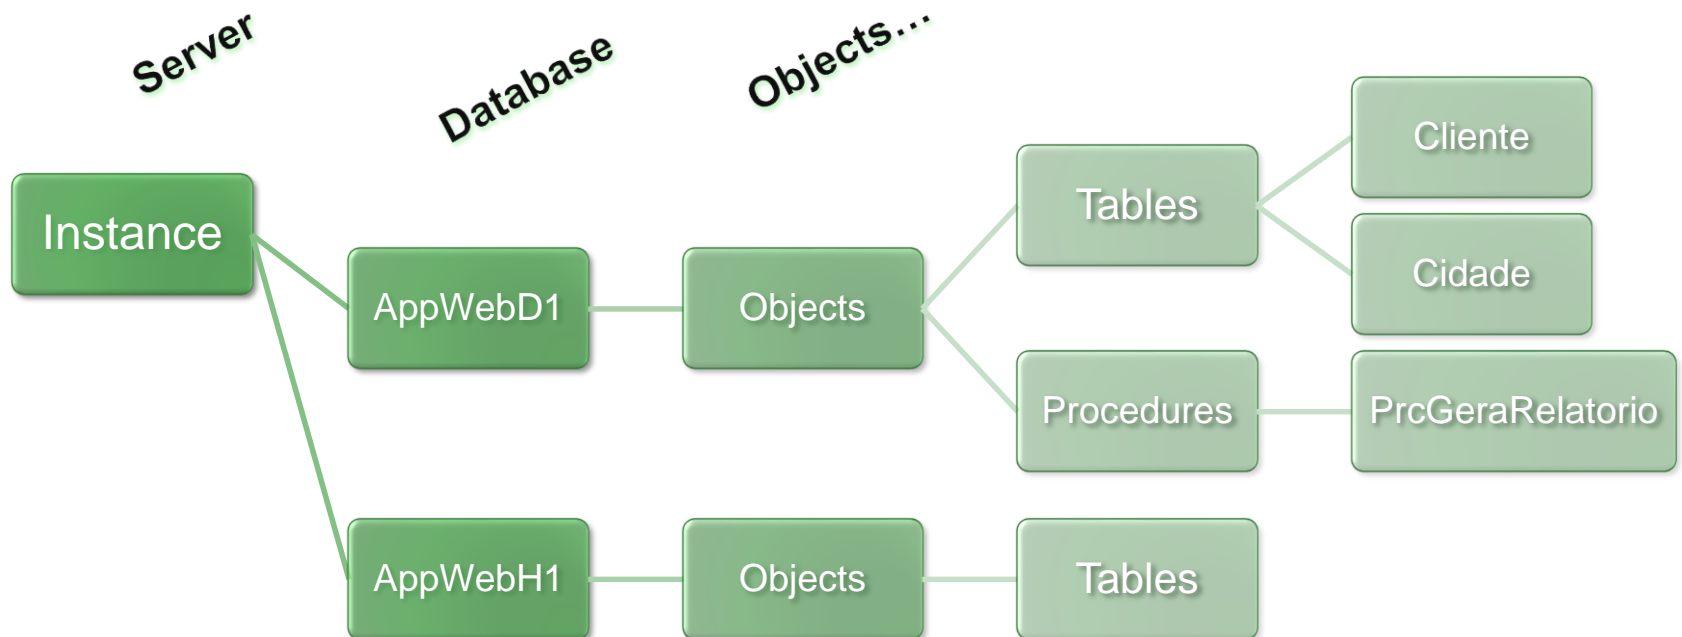 Server
Database
Objects...
Instance
AppWebD1
Objects
Tables
Cliente
Cidade
Procedures
PrcGeraRelatorio
AppWebH1
Objects
Tables